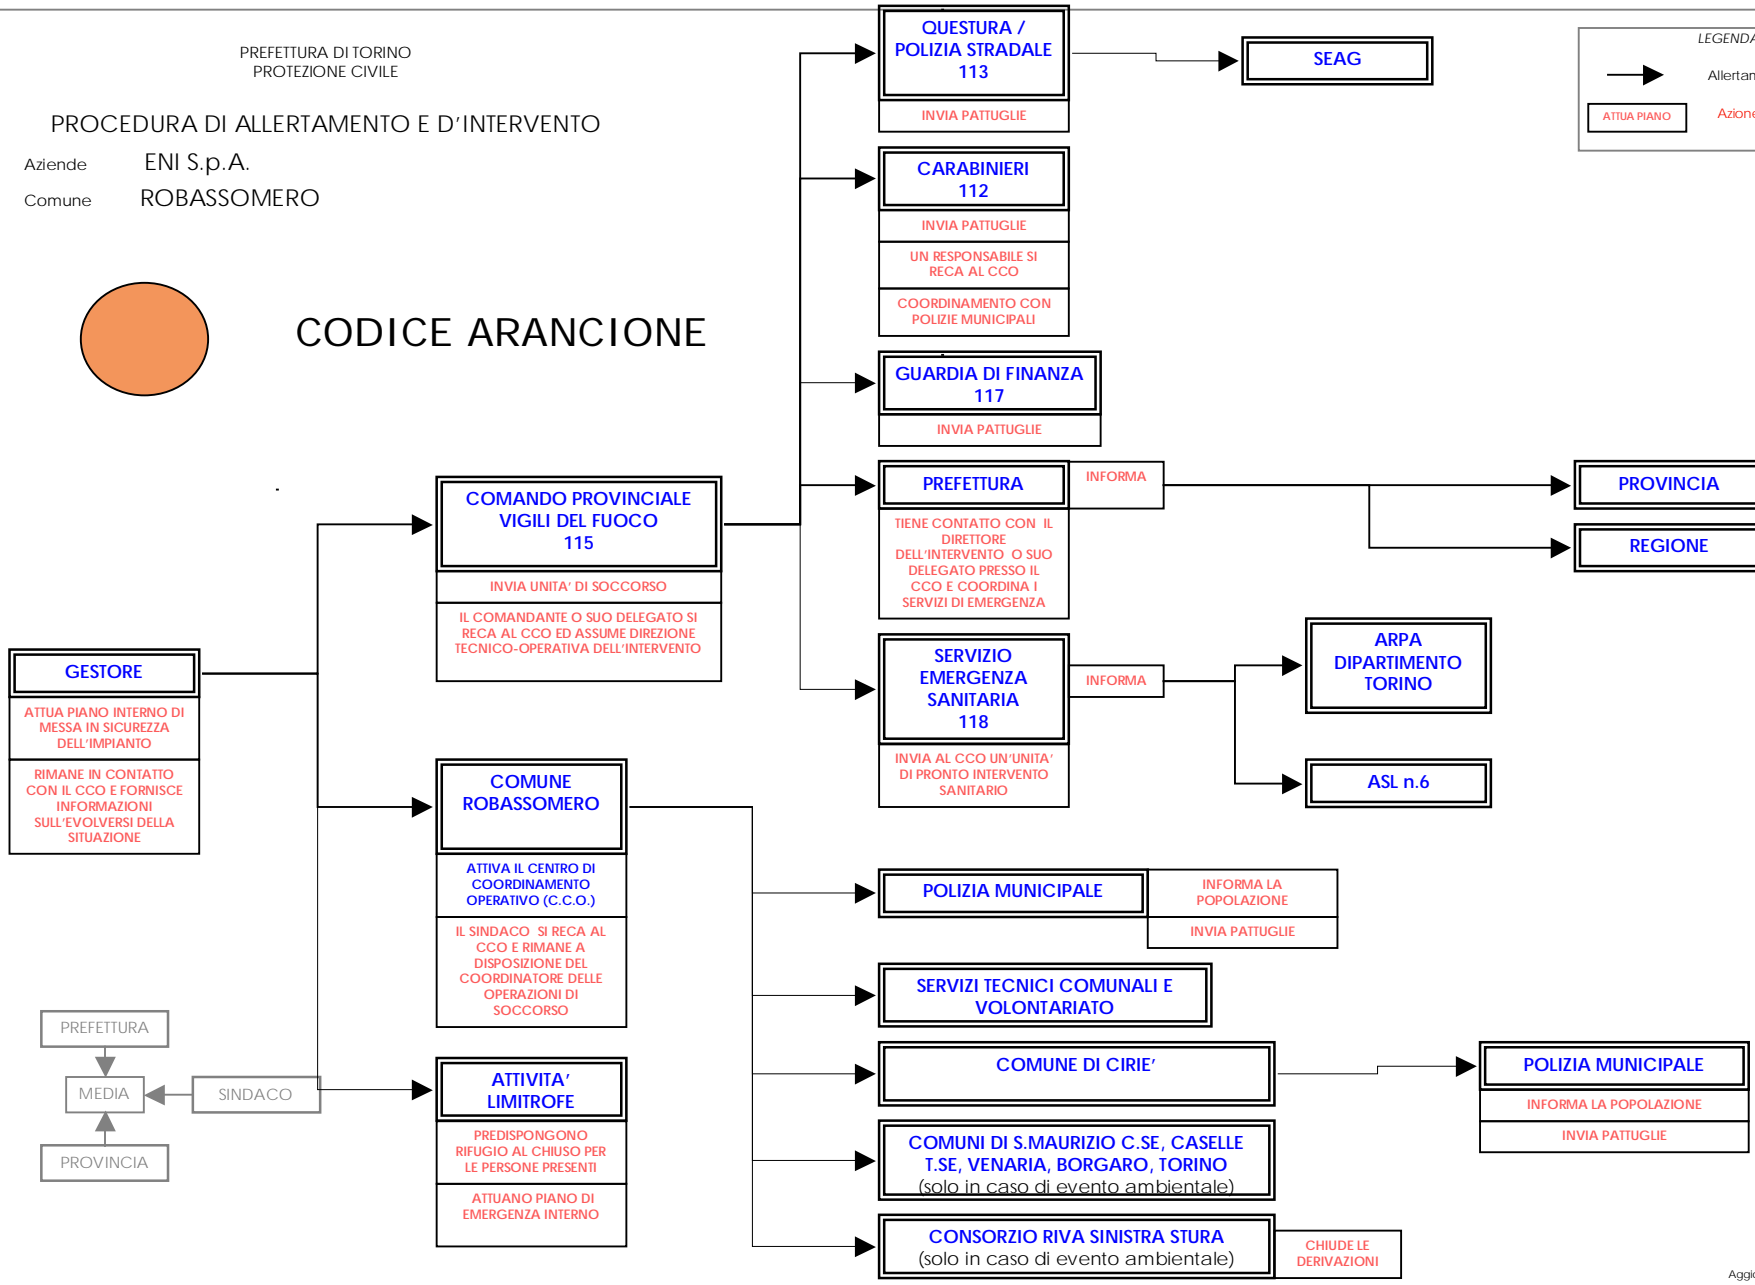 PREFETTURA DI TORINO
PROTEZIONE CIVILE
PROCEDURA DI ALLERTAMENTO E D'INTERVENTO
Aziende ENI S.p.A.
Comune ROBASSOMERO
CODICE ARANCIONE
LEGENDA
ATTUA PIANO
QUESTURA /
POLIZIA STRADALE
113
INVIA PATTUGLIE
SEAG
CARABINIERI
112
INVIA PATTUGLIE
UN RESPONSABILE SI
RECA AL CCO
COORDINAMENTO CON
POLIZIE MUNICIPALI
GUARDIA DI FINANZA
117
INVIA PATTUGLIE
PREFETTURA
INFORMA
TIENE CONTATTO CON IL
DIRETTORE
DELL'INTERVENTO O SUO
DELEGATO PRESSO IL
CCO E COORDINA I
SERVIZI DI EMERGENZA
PROVINCIA
REGIONE
COMANDO PROVINCIALE
VIGILI DEL FUOCO
115
INVIA UNITA' DI SOCCORSO
IL COMANDANTE O SUO DELEGATO SI
RECA AL CCO ED ASSUME DIREZIONE
TECNICO-OPERATIVA DELL'INTERVENTO
SERVIZIO
EMERGENZA
SANITARIA
118
INFORMA
INVIA AL CCO UN'UNITA'
DI PRONTO INTERVENTO
SANITARIO
ARPA
DIPARTIMENTO
TORINO
ASL n.6
GESTORE
ATTUA PIANO INTERNO DI
MESSA IN SICUREZZA
DELL'IMPIANTO
RIMANE IN CONTATTO
CON IL CCO E FORNISCE
INFORMAZIONI
SULL'EVOLVERSI DELLA
SITUAZIONE
COMUNE
ROBASSOMERO
ATTIVA IL CENTRO DI
COORDINAMENTO
OPERATIVO (C.C.O.)
IL SINDACO SI RECA AL
CCO E RIMANE A
DISPOSIZIONE DEL
COORDINATORE DELLE
OPERAZIONI DI
SOCCORSO
POLIZIA MUNICIPALE
INFORMA LA
POPOLAZIONE
INVIA PATTUGLIE
SERVIZI TECNICI COMUNALI E
VOLONTARIATO
COMUNE DI CIRIE'
POLIZIA MUNICIPALE
INFORMA LA POPOLAZIONE
INVIA PATTUGLIE
COMUNI DI S.MAURIZIO C.SE, CASELLE
T.SE, VENARIA, BORGARO, TORINO
(solo in caso di evento ambientale)
CONSORZIO RIVA SINISTRA STURA
(solo in caso di evento ambientale)
CHIUDE LE
DERIVAZIONI
ATTIVITA'
LIMITROFE
PREDISPONGONO
RIFUGIO AL CHIUSO PER
LE PERSONE PRESENTI
ATTUANO PIANO DI
EMERGENZA INTERNO
PREFETTURA
MEDIA
SINDACO
PROVINCIA